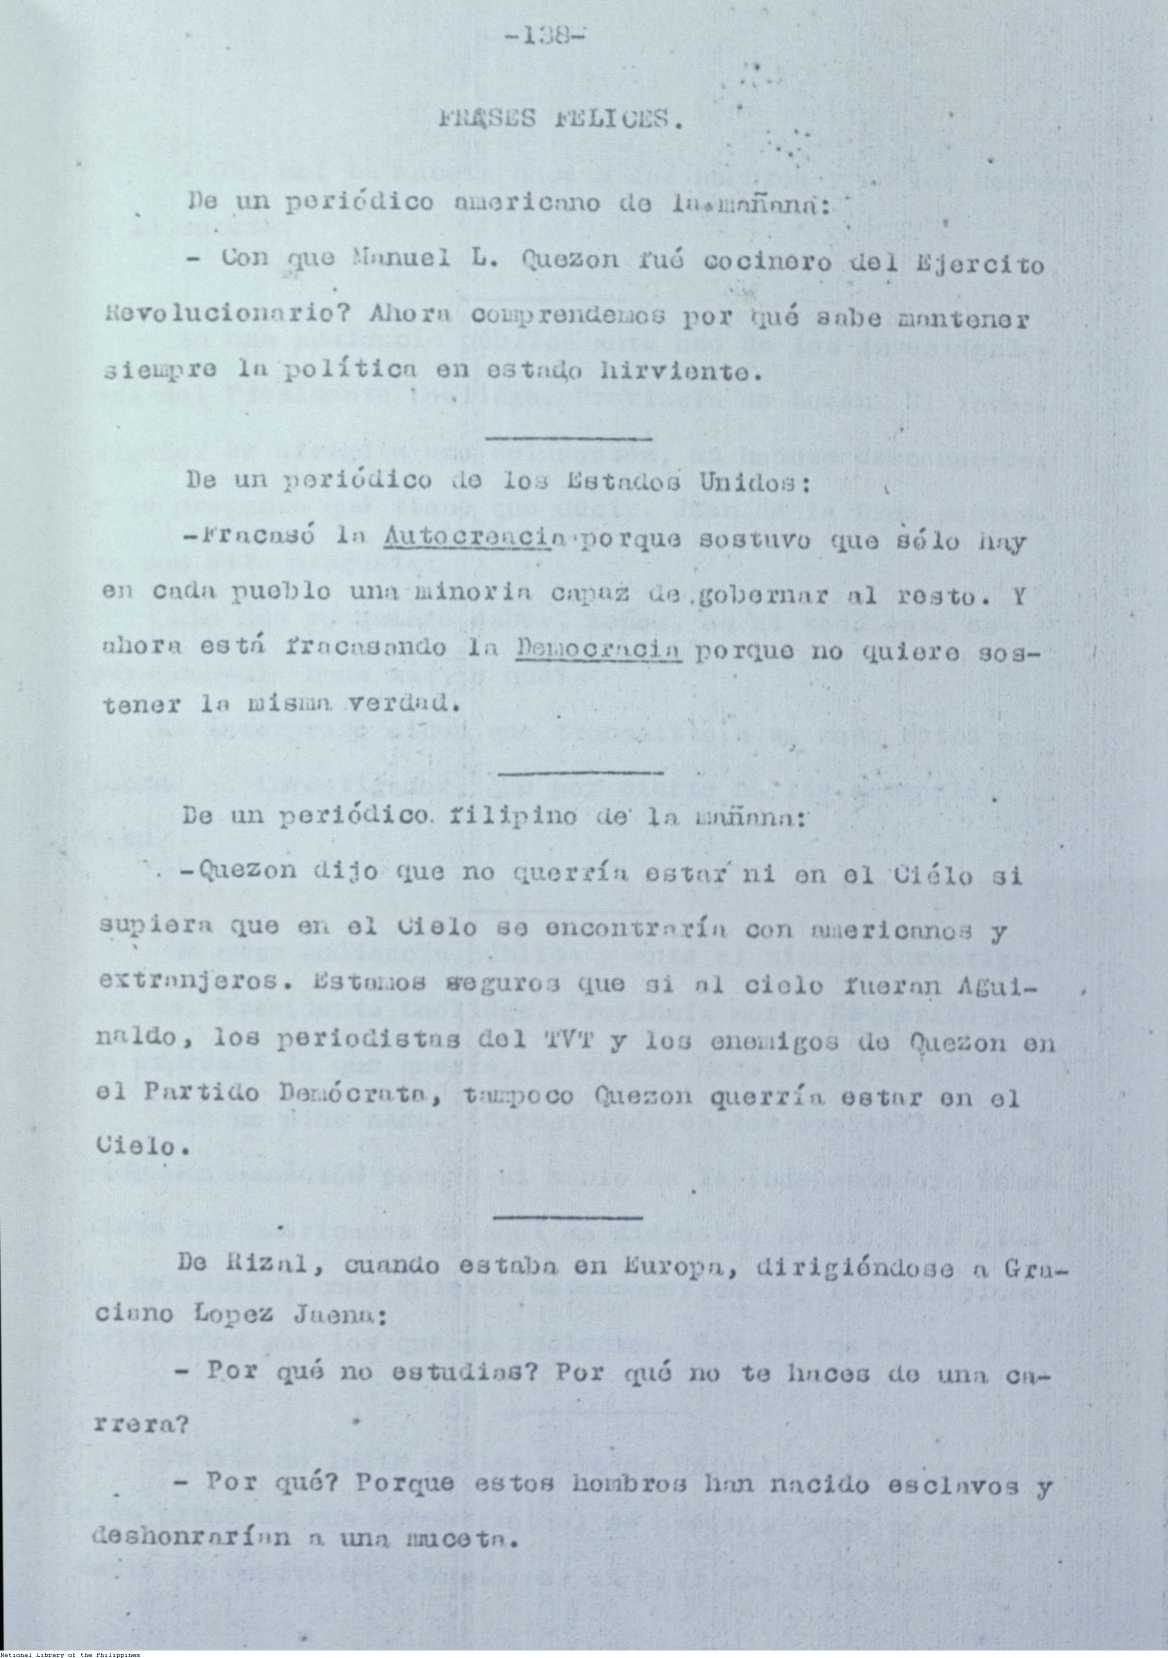 -138-
FRASES FELICES.
De un periódico americano de la mañana:
- Con que Manuel L. Quezon fué cocinero del Ejercito
Revolucionario? Ahora comprendemos por qué sabe mantener
siempre la política en estado hirviente.
De un periódico de los Estados Unidos:
-Fracasó la Autocracia porque sostuvo que sólo hay
en cada pueblo una minoria capaz de gobernar al resto. Y
ahora está fracasando la Democracia porque no quiere sos-
tener la misma verdad.
De un periódico filipino de la mañana:
-Quezon dijo que no querría estar ni en el Ciélo si
supiera que en el Cielo se encontraría con americanos y
extranjeros. Estamos seguros que si al cielo fueran Agui-
naldo, los periodistas del TVT y los enemigos de Quezon en
el Partido Demócrata, tampoco Quezon querría estar en el
Cielo.
De Rizal, cuando estaba en Europa, dirigiéndose a Gra-
ciano Lopez Jaena:
- Por qué no estudias? Por qué no te haces de una ca-
rrera?
- Por qué? Porque estos hombros han nacido esclavos y
deshonrarían a una muceta.
National Library of the Philippines